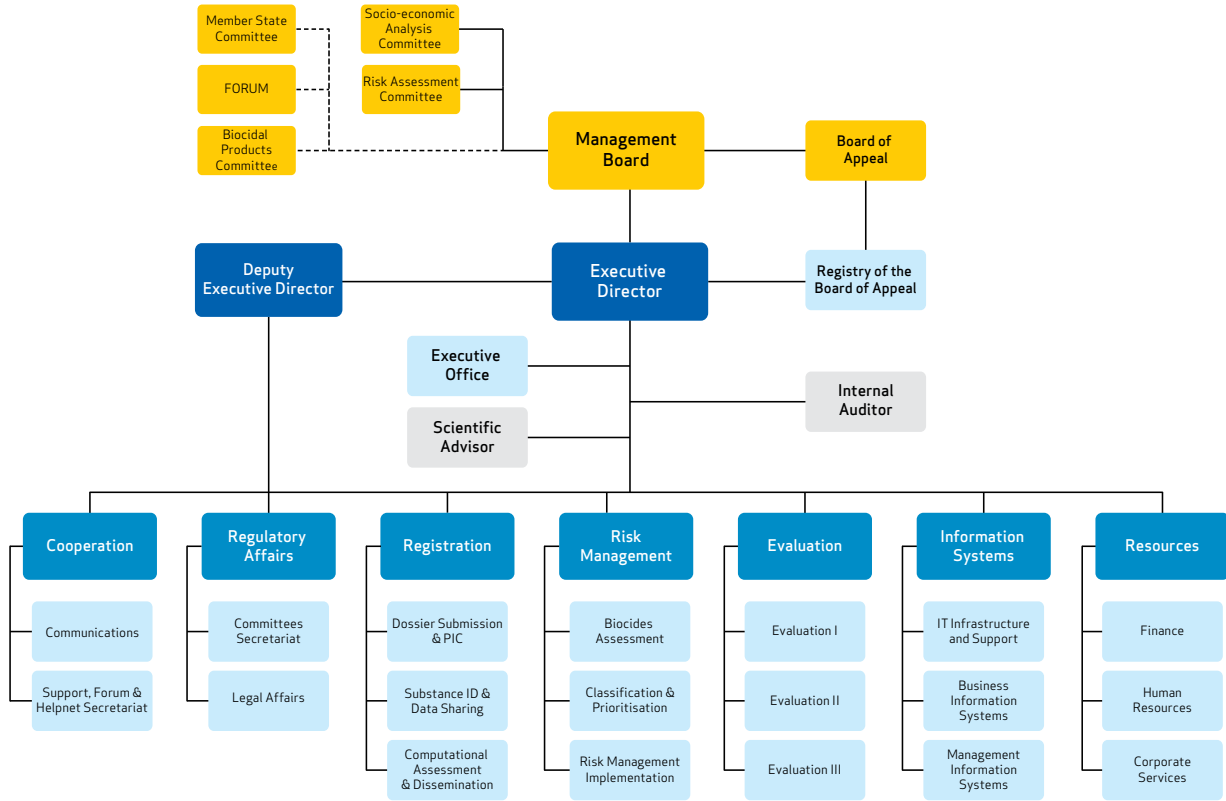 Member State
Committee
Socio-economic
Analysis
Committee
FORUM
Risk Assessment
Committee
Biocidal
Products
Committee
Management
Board
Board of
Appeal
Deputy
Executive Director
Executive
Director
Registry of the
Board of Appeal
Executive
Office
Internal
Auditor
Scientific
Advisor
Cooperation
Communications
Support, Forum &
Helpnet Secretariat
Regulatory
Affairs
Committees
Secretariat
Legal Affairs
Registration
Dossier Submission
& PIC
Substance ID &
Data Sharing
Computational
Assessment
& Dissemination
Risk
Management
Biocides
Assessment
Classification &
Prioritisation
Risk Management
Implementation
Evaluation
Evaluation I
Evaluation II
Evaluation III
Information
Systems
IT Infrastructure
and Support
Business
Information
Systems
Management
Information
Systems
Resources
Finance
Human
Resources
Corporate
Services